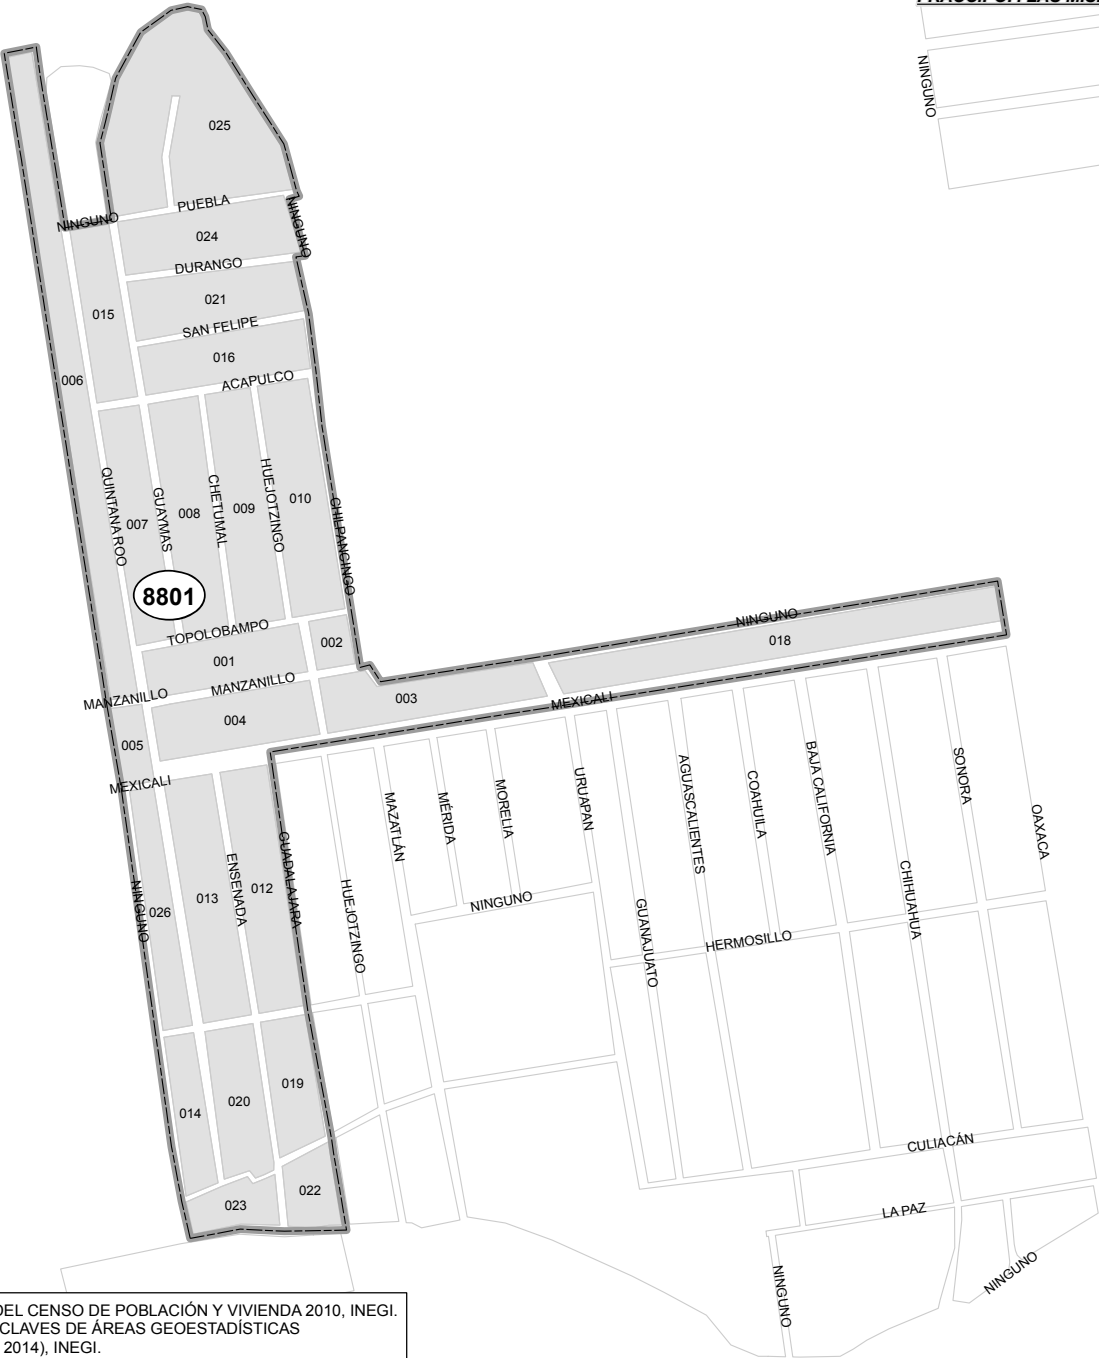 NINGUNO
025
PUEBLA
NINGUNO
NINGUNO
024
DURANGO
021
015
SAN FELIPE
016
006
ACAPULCO
QUINTANA ROO
GUAYMAS
CHETUMAL
HUEJOTZINGO
010
007
008
009
CHILPANCINGO
8801
TOPOLOBAMPO
NINGUNO
002
018
001
MANZANILLO
MANZANILLO
003
MEXICALI
004
005
MEXICALI
MAZATLÁN
MÉRIDA
MORELIA
URUAPAN
AGUASCALIENTES
COAHUILA
BAJA CALIFORNIA
SONORA
OAXACA
GUADALAJARA
ENSENADA
012
013
NINGUNO
026
HUEJOTZINGO
NINGUNO
GUANAJUATO
HERMOSILLO
CHIHUAHUA
019
020
014
CULIACÁN
022
023
LA PAZ
NINGUNO
NINGUNO
DEL CENSO DE POBLACIÓN Y VIVIENDA 2010, INEGI.
CLAVES DE ÁREAS GEOESTADÍSTICAS
2014), INEGI.